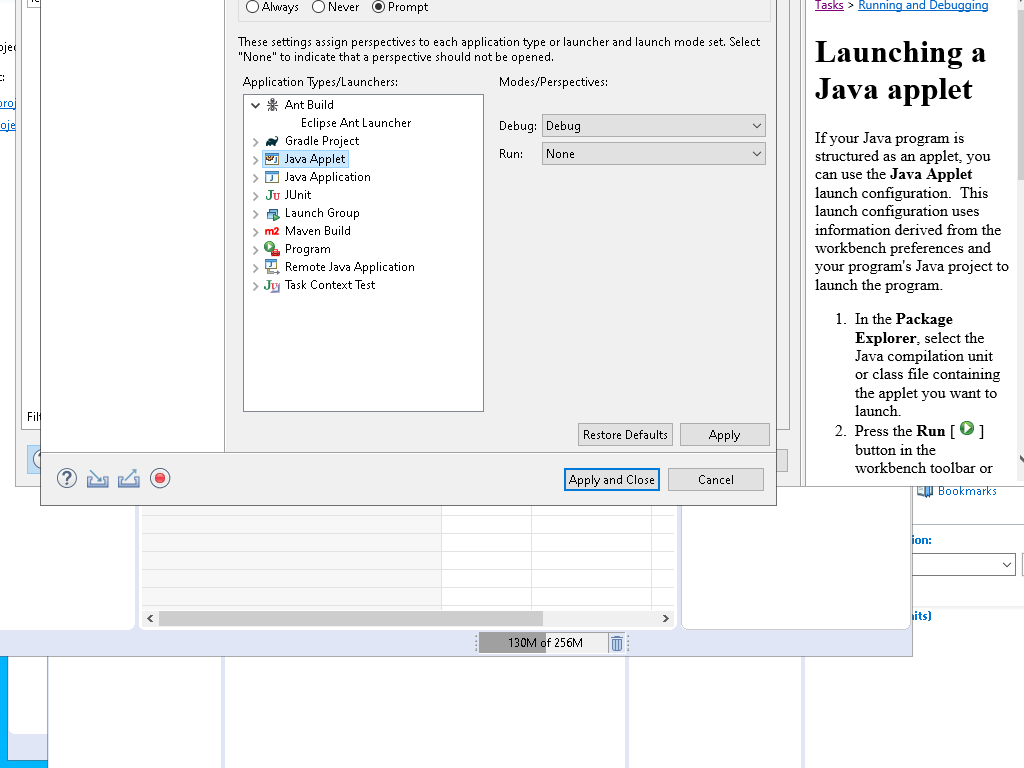 Always Never Prompt
These settings assign perspectives to each application type or launcher and launch mode set. Select
"None" to indicate that a perspective should not be opened.
Application Types/Launchers:
Ant Build
Eclipse Ant Launcher
Gradle Project
Java Applet
Java Application
JUnit
Launch Group
Maven Build
Program
Remote Java Application
Task Context Test
Modes/Perspectives:
Debug: Debug
Run: None
Restore Defaults Apply
Apply and Close Cancel
Tasks > Running and Debugging
Launching a
Java applet
If your Java program is
structured as an applet, you
can use the Java Applet
launch configuration. This
launch configuration uses
information derived from the
workbench preferences and
your program's Java project to
launch the program.
1. In the Package
Explorer, select the
Java compilation unit
or class file containing
the applet you want to
launch.
2. Press the Run [ ]
button in the
workbench toolbar or
Bookmarks
ion:
nits)
130M of 256M